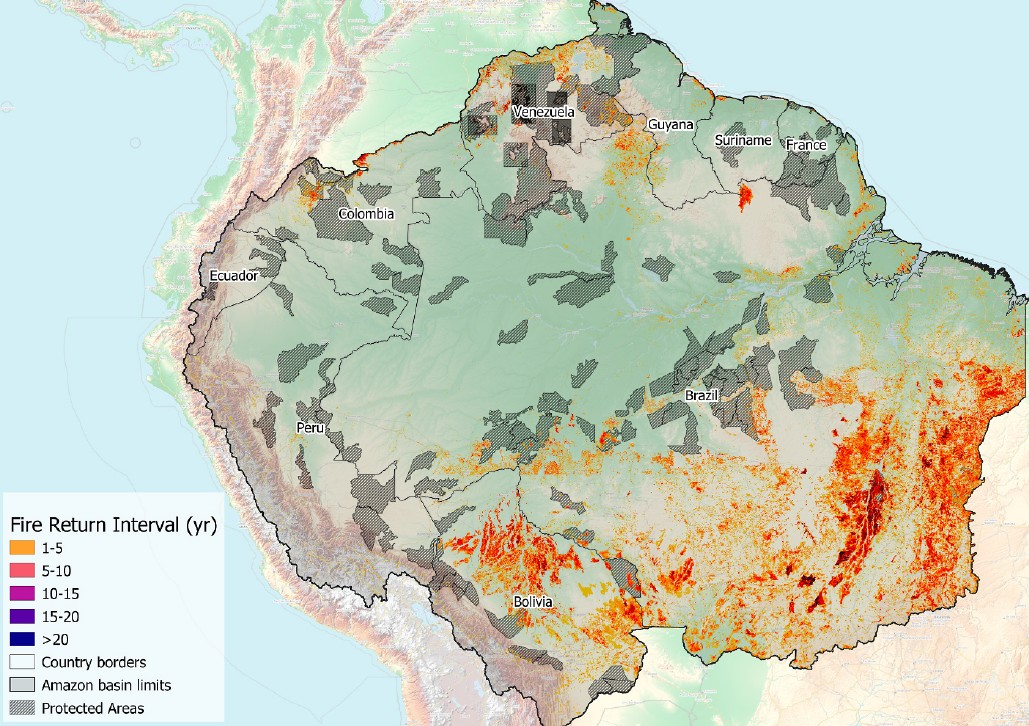 Venezuela
Guyana
Suriname
France
Colombia
Ecuador
Brazil
Peru
Bolivia
Fire Return Interval (yr)
1-5
5-10
10-15
15-20
>20
Country borders
Amazon basin limits
Protected Areas